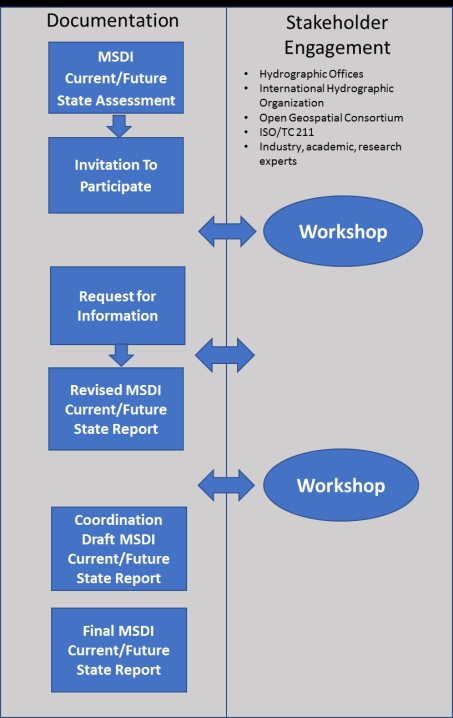 Documentation
MSDI
Current/Future
State Assessment
Invitation To
Participate
Request for
Information
Revised MSDI
Current/Future
State Report
Coordination
Draft MSDI
Current/Future
State Report
Final MSDI
Current/Future
State Report
Stakeholder
Engagement
• Hydrographic Offices
• International Hydrographic
Organization
• Open Geospatial Consortium
• ISO/TC 211
• Industry, academic, research
experts
Workshop
Workshop